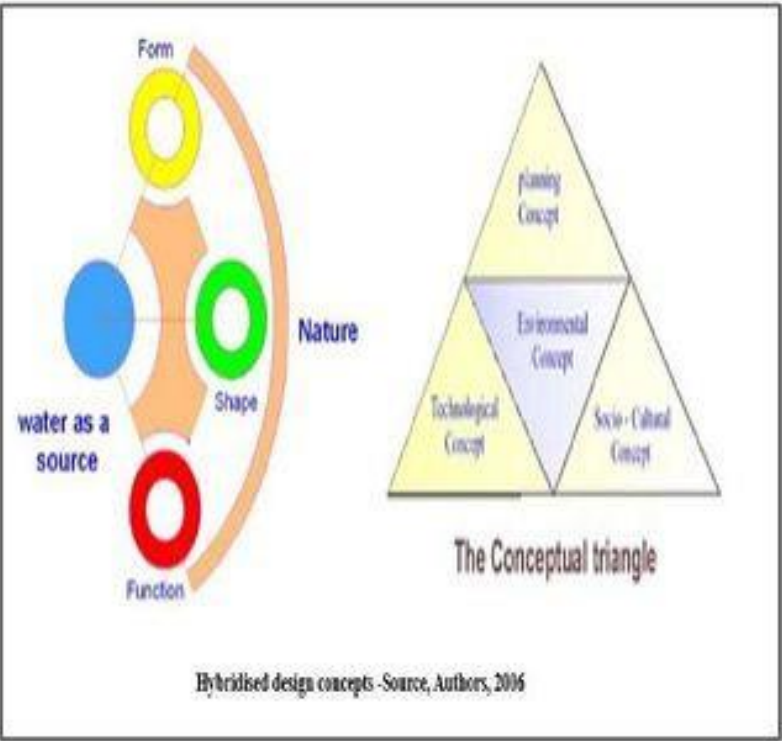 Form
Nature
Shape
water as a
source
Function
planning
Concept
Environmental
Concept
Technological
Concept
Socio - Cultural
Concept
The Conceptual triangle
Hybridised design concepts -Source, Authors, 2006